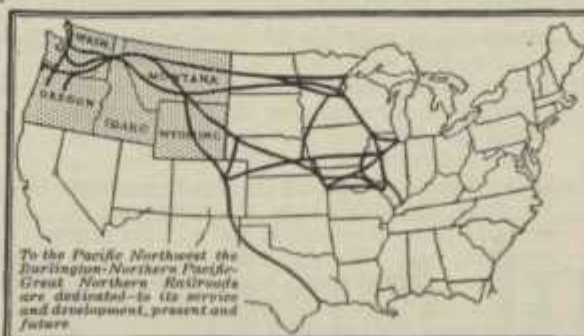 WASH.
MONTANA
OREGON
IDAHO
WYOMING
To the Pacific Northwest the
Burlington-Northern Pacific-
Great Northern Railroads
are dedicated—to its service
and development, present and
future